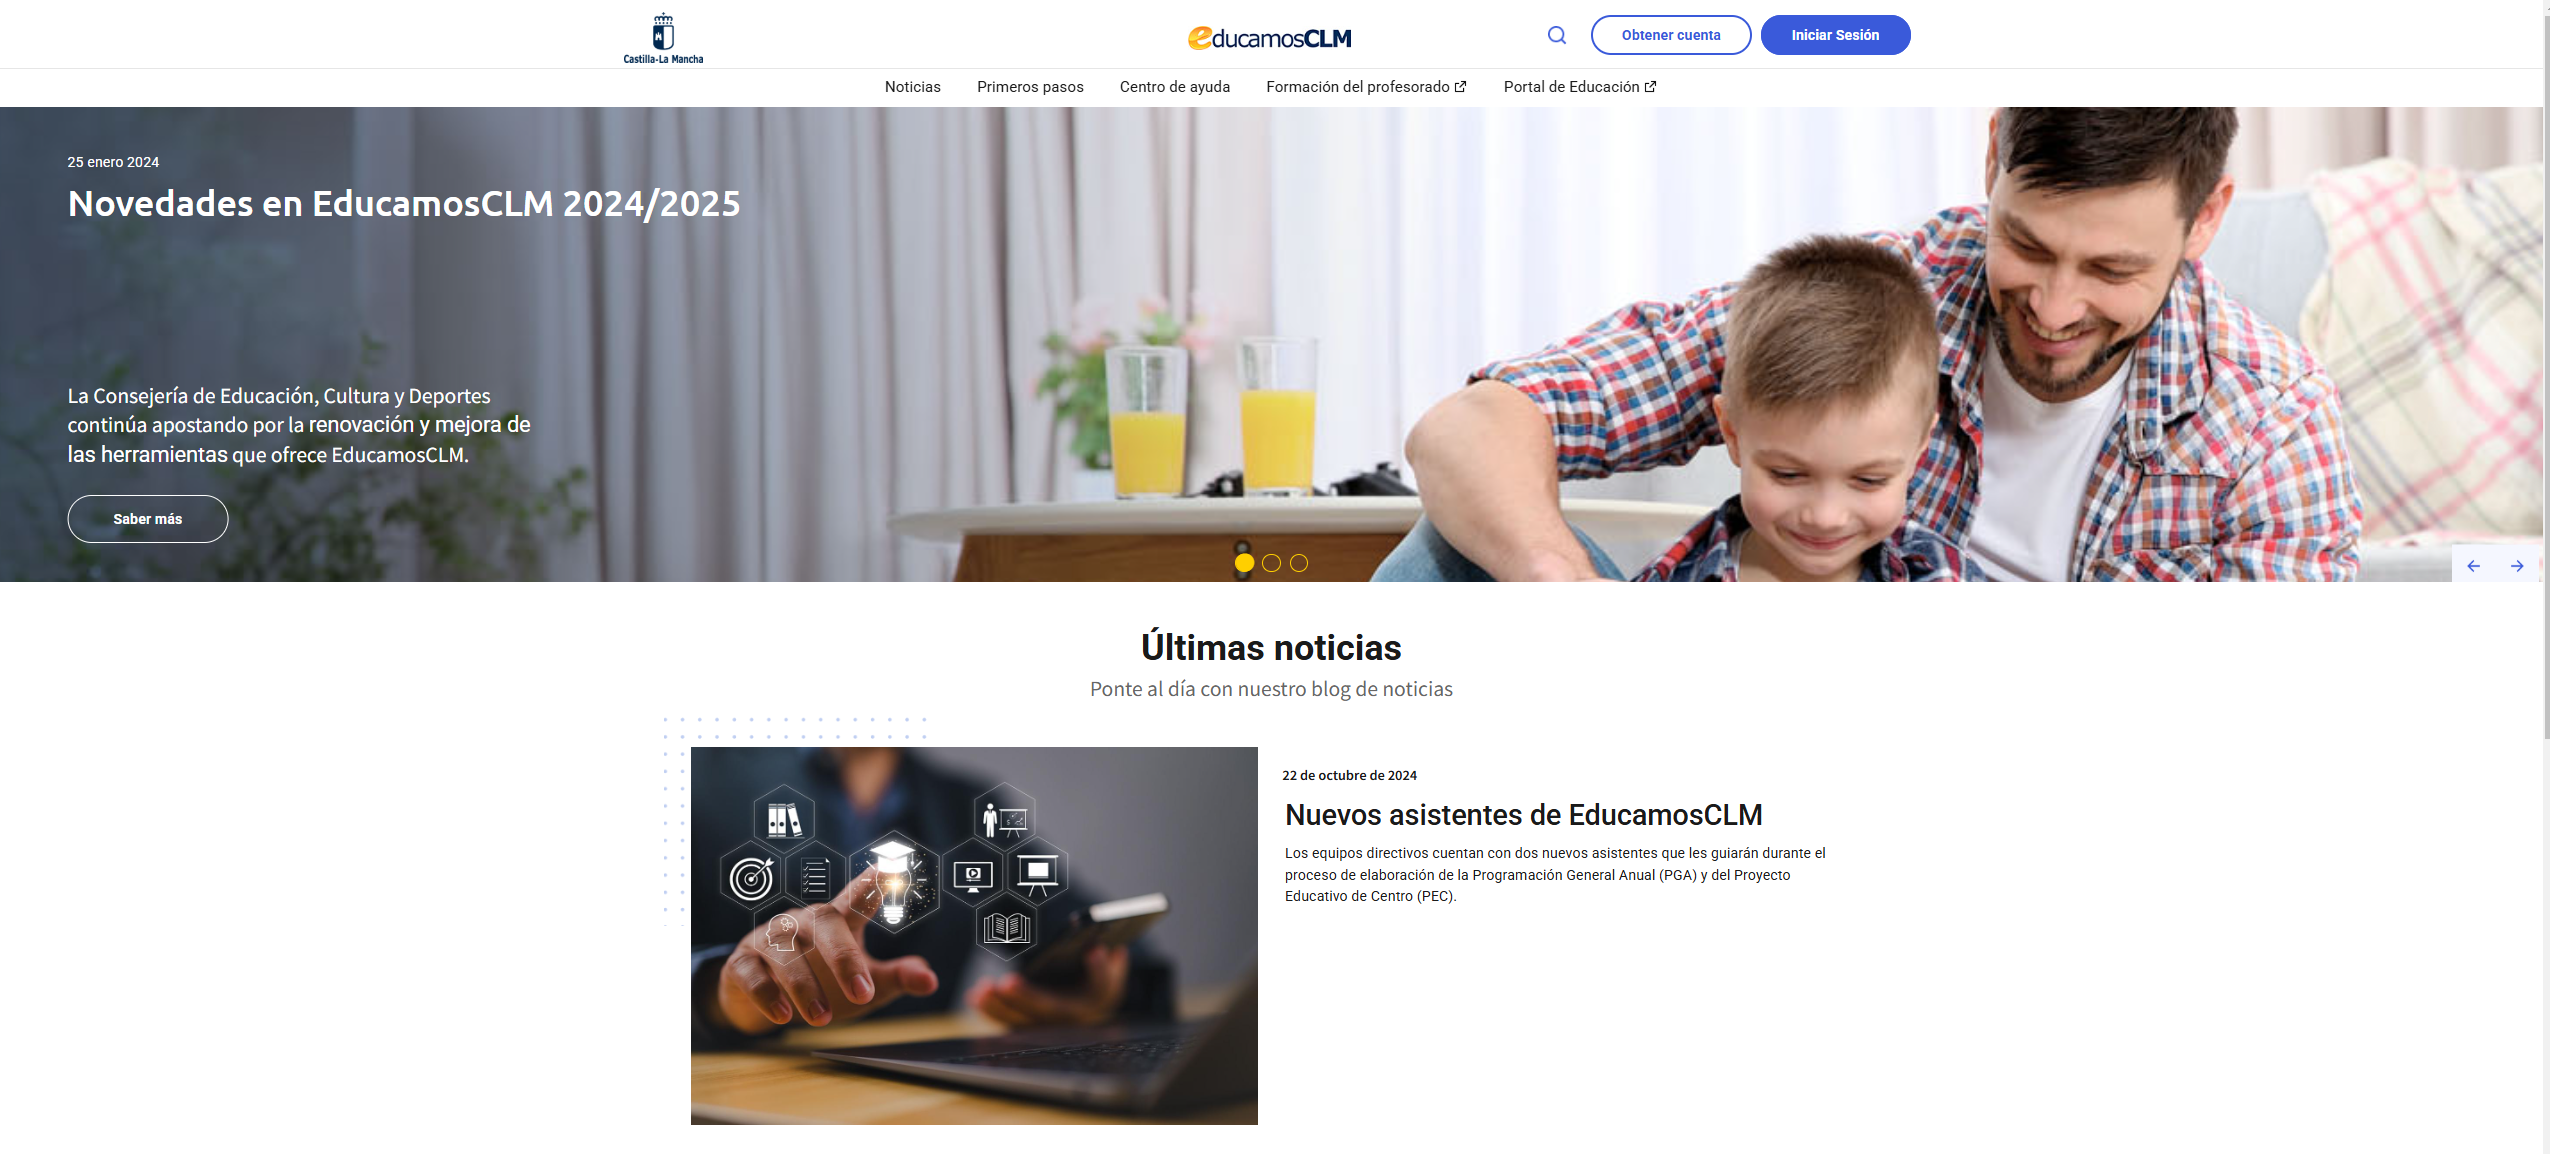 Castilla-La Mancha
educamosCLM
Obtener cuenta
Iniciar Sesión
Noticias
Primeros pasos
Centro de ayuda
Formación del profesorado
Portal de Educación
25 enero 2024
Novedades en EducamosCLM 2024/2025
La Consejería de Educación, Cultura y Deportes
continúa apostando por la renovación y mejora de
las herramientas que ofrece EducamosCLM.
Saber más
Últimas noticias
Ponte al día con nuestro blog de noticias
22 de octubre de 2024
Nuevos asistentes de EducamosCLM
Los equipos directivos cuentan con dos nuevos asistentes que les guiarán durante el
proceso de elaboración de la Programación General Anual (PGA) y del Proyecto
Educativo de Centro (PEC).